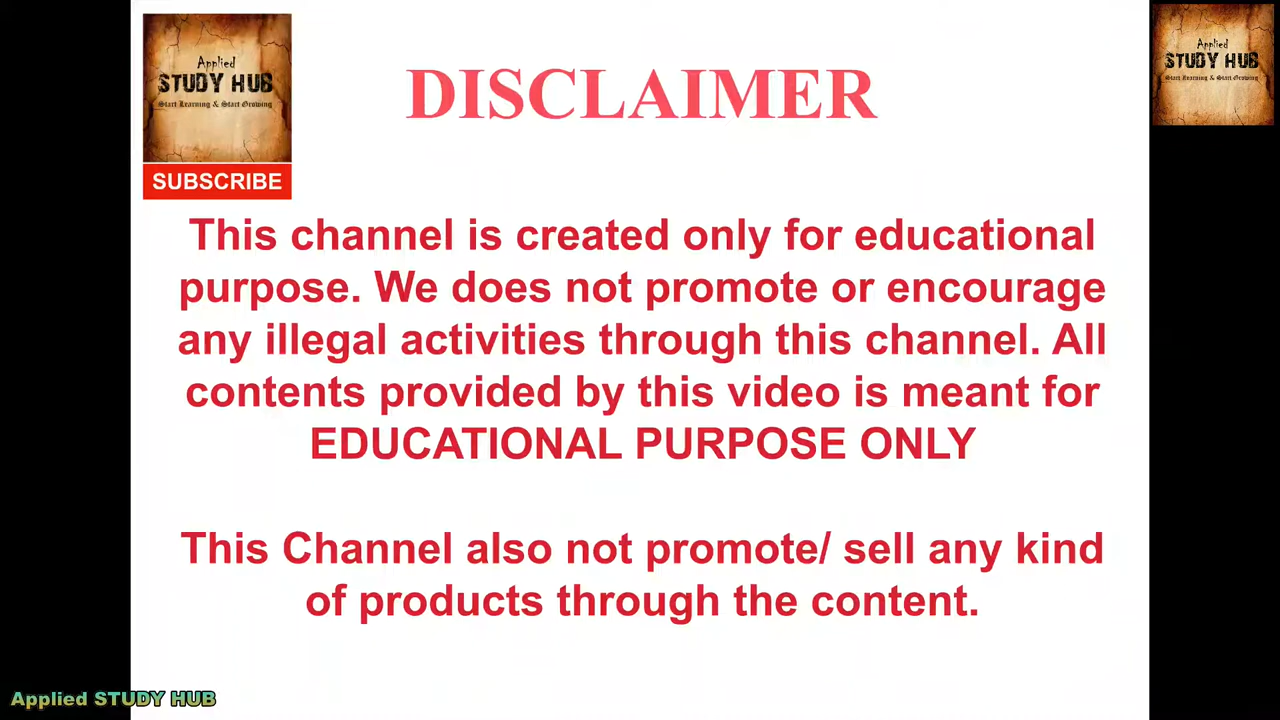 Applied
STUDY HUB
Start Learning & Start Growing
SUBSCRIBE
DISCLAIMER
Applied
STUDY HUB
Start Learning & Start Growing
This channel is created only for educational
purpose. We does not promote or encourage
any illegal activities through this channel. All
contents provided by this video is meant for
EDUCATIONAL PURPOSE ONLY
This Channel also not promote/ sell any kind
of products through the content.
Applied STUDY HUB